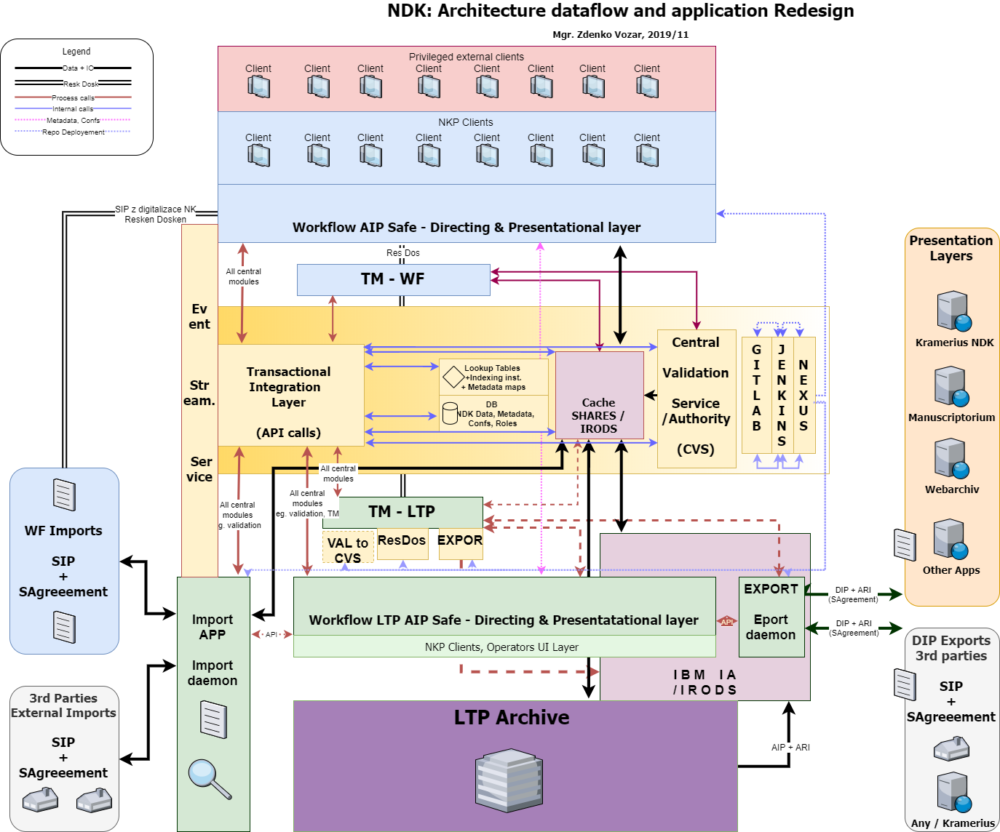 NDK: Architecture dataflow and application Redesign
Mgr. Zdenko Vozar, 2019/11
Legend
Data + IO
Resk Dosk
Process calls
Internal calls
Metadata, Confs
Repo Deployement
Privileged external clients
Client Client Client Client Client Client Client Client
NKP Clients
Client Client Client Client Client Client Client Client
Workflow AIP Safe - Directing & Presentational layer
SIP z digitalizace NK
Resken Dosken
Res Dos
TM - WF
All central
modules
Ev
ent
Str
eam.
Ser
vice
Transactional
Integration
Layer
(API calls)
Lookup Tables
+Indexing inst.
+ Metadata maps
DB
NDK Data, Metadata,
Confs, Roles
Cache
SHARES /
IRODS
Central
Validation
Service
/Authority
(CVS)
G
I
T
L
A
B
J
E
N
K
I
N
S
N
E
X
U
S
All central
modules
All central
modules
eg. validation, TM
All central
modules
g. validation
TM - LTP
VAL to
CVS
ResDos
EXPOR
WF Imports
SIP
+
SAgreeement
3rd Parties
External Imports
SIP
+
SAgreeement
Import
APP
Import
daemon
API
Workflow LTP AIP Safe - Directing & Presentatational layer
NKP Clients, Operators UI Layer
API
EXPORT
Eport
daemon
I B M I A
/ I R O D S
LTP Archive
AIP + ARI
DIP + ARI
(SAgreement)
DIP + ARI
(SAgreement)
Presentation
Layers
Kramerius NDK
Manuscriptorium
Webarchiv
Other Apps
DIP Exports
3rd parties
SIP
+
SAgreeement
Any / Kramerius